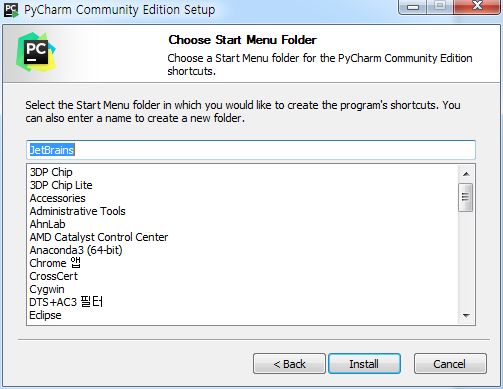 PyCharm Community Edition Setup
PC
Choose Start Menu Folder
Choose a Start Menu folder for the PyCharm Community Edition
shortcuts.
Select the Start Menu folder in which you would like to create the program's shortcuts. You
can also enter a name to create a new folder.
JetBrains
3DP Chip
3DP Chip Lite
Accessories
Administrative Tools
AhnLab
AMD Catalyst Control Center
Anaconda3 (64-bit)
Chrome 앱
CrossCert
Cygwin
DTS+AC3 필터
Eclipse
< Back
Install
Cancel